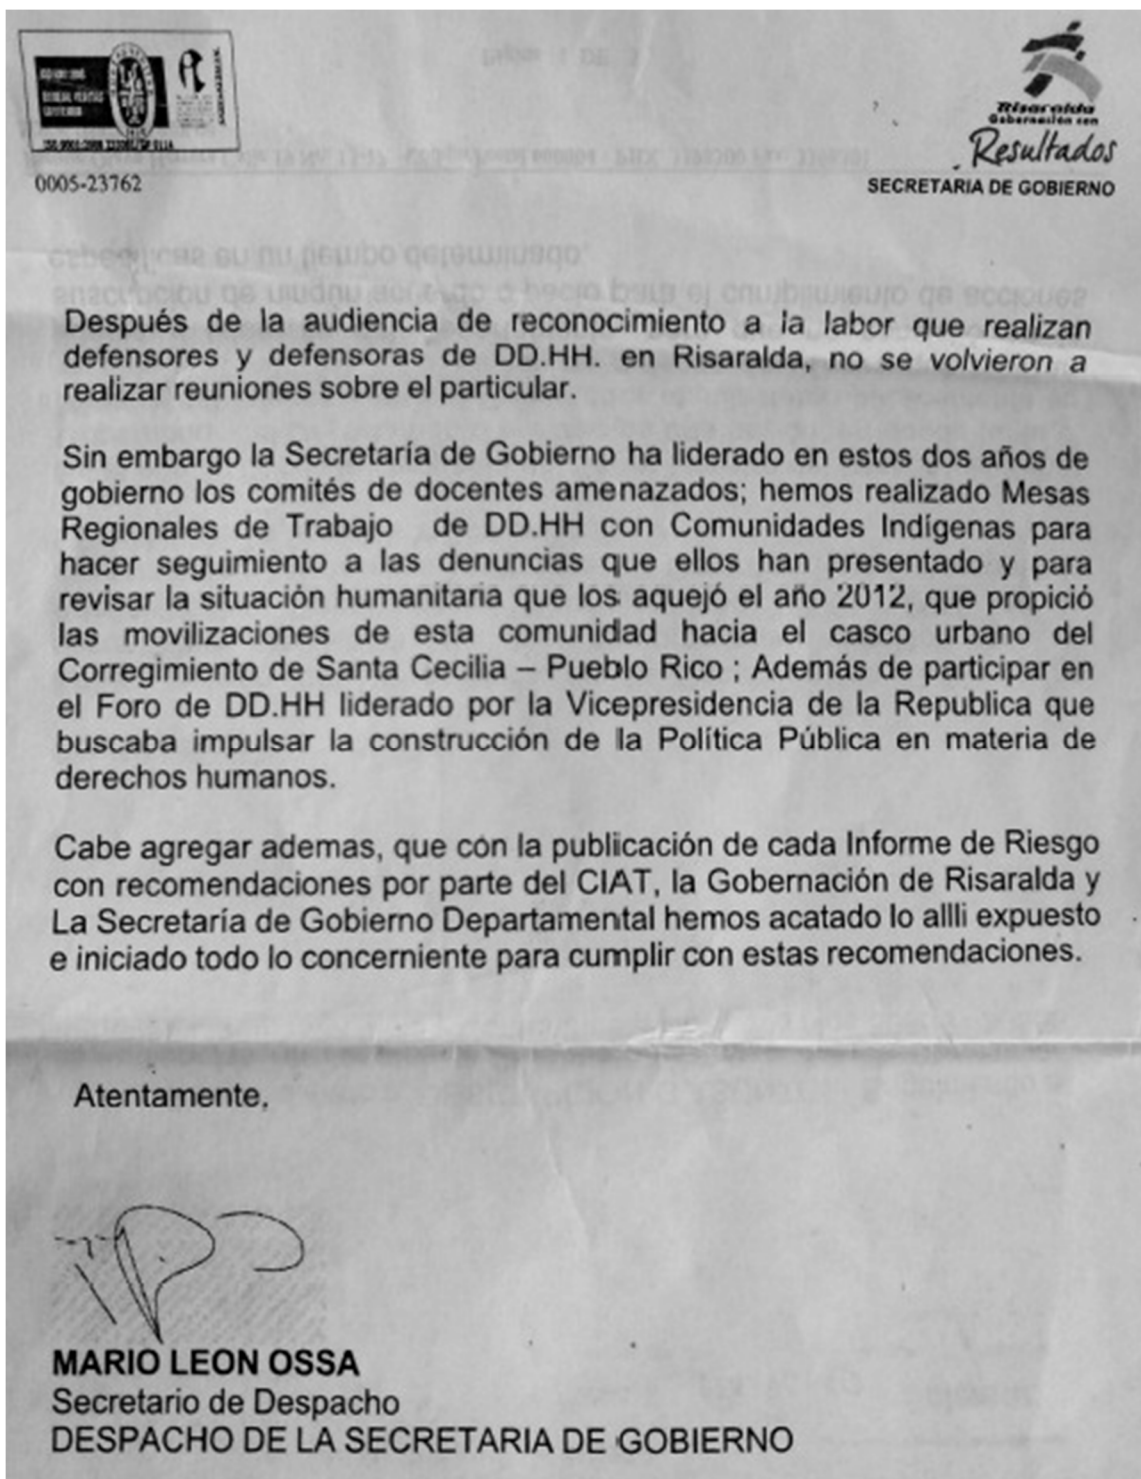 0005-23762
Risaralda
Gobernación con
Resultados
SECRETARIA DE GOBIERNO
Después de la audiencia de reconocimiento a la labor que realizan
defensores y defensoras de DD.HH. en Risaralda, no se volvieron a
realizar reuniones sobre el particular.
Sin embargo la Secretaría de Gobierno ha liderado en estos dos años de
gobierno los comités de docentes amenazados; hemos realizado Mesas
Regionales de Trabajo de DD.HH con Comunidades Indígenas para
hacer seguimiento a las denuncias que ellos han presentado y para
revisar la situación humanitaria que los aquejó el año 2012, que propició
las movilizaciones de esta comunidad hacia el casco urbano del
Corregimiento de Santa Cecilia – Pueblo Rico ; Además de participar en
el Foro de DD.HH liderado por la Vicepresidencia de la Republica que
buscaba impulsar la construcción de la Política Pública en materia de
derechos humanos.
Cabe agregar ademas, que con la publicación de cada Informe de Riesgo
con recomendaciones por parte del CIAT, la Gobernación de Risaralda y
La Secretaría de Gobierno Departamental hemos acatado lo allli expuesto
e iniciado todo lo concerniente para cumplir con estas recomendaciones.
Atentamente,
MARIO LEON OSSA
Secretario de Despacho
DESPACHO DE LA SECRETARIA DE GOBIERNO